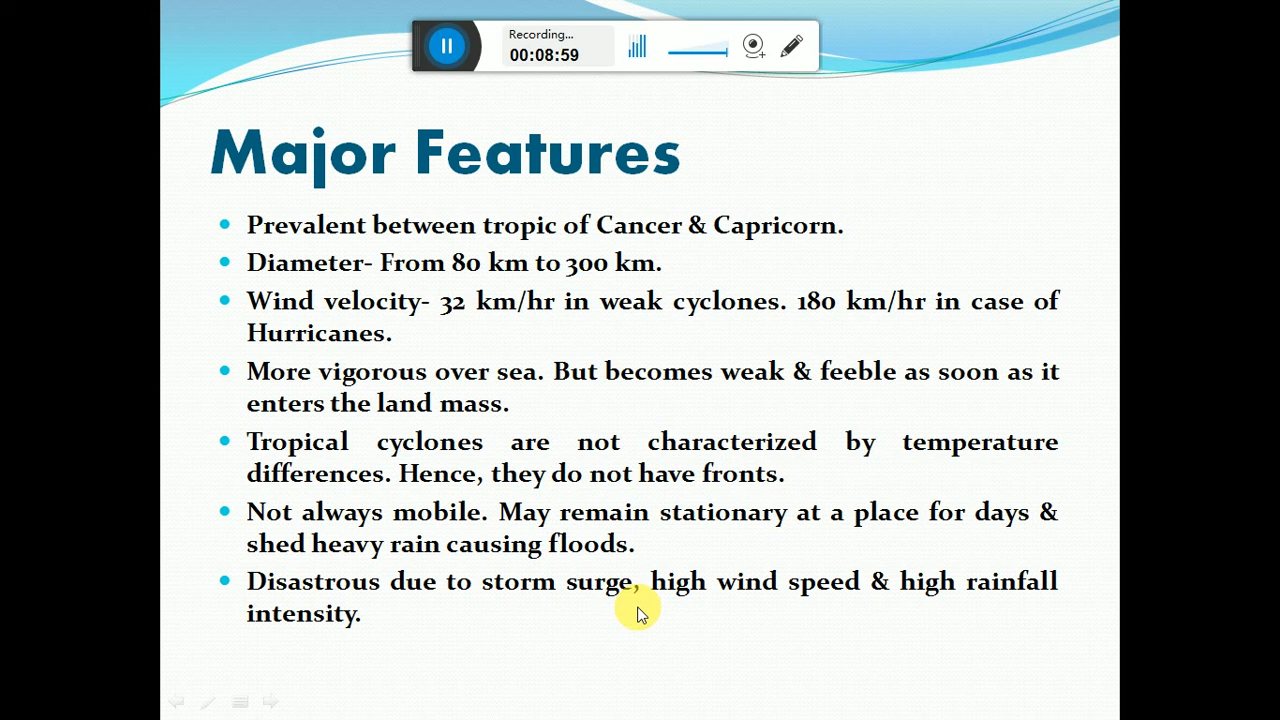 Recording...
00:08:59
Major Features
Prevalent between tropic of Cancer & Capricorn.
Diameter- From 80 km to 300 km.
Wind velocity- 32 km/hr in weak cyclones. 180 km/hr in case of
Hurricanes.
More vigorous over sea. But becomes weak & feeble as soon as it
enters the land mass.
Tropical cyclones are not characterized by temperature
differences. Hence, they do not have fronts.
Not always mobile. May remain stationary at a place for days &
shed heavy rain causing floods.
Disastrous due to storm surge, high wind speed & high rainfall
intensity.